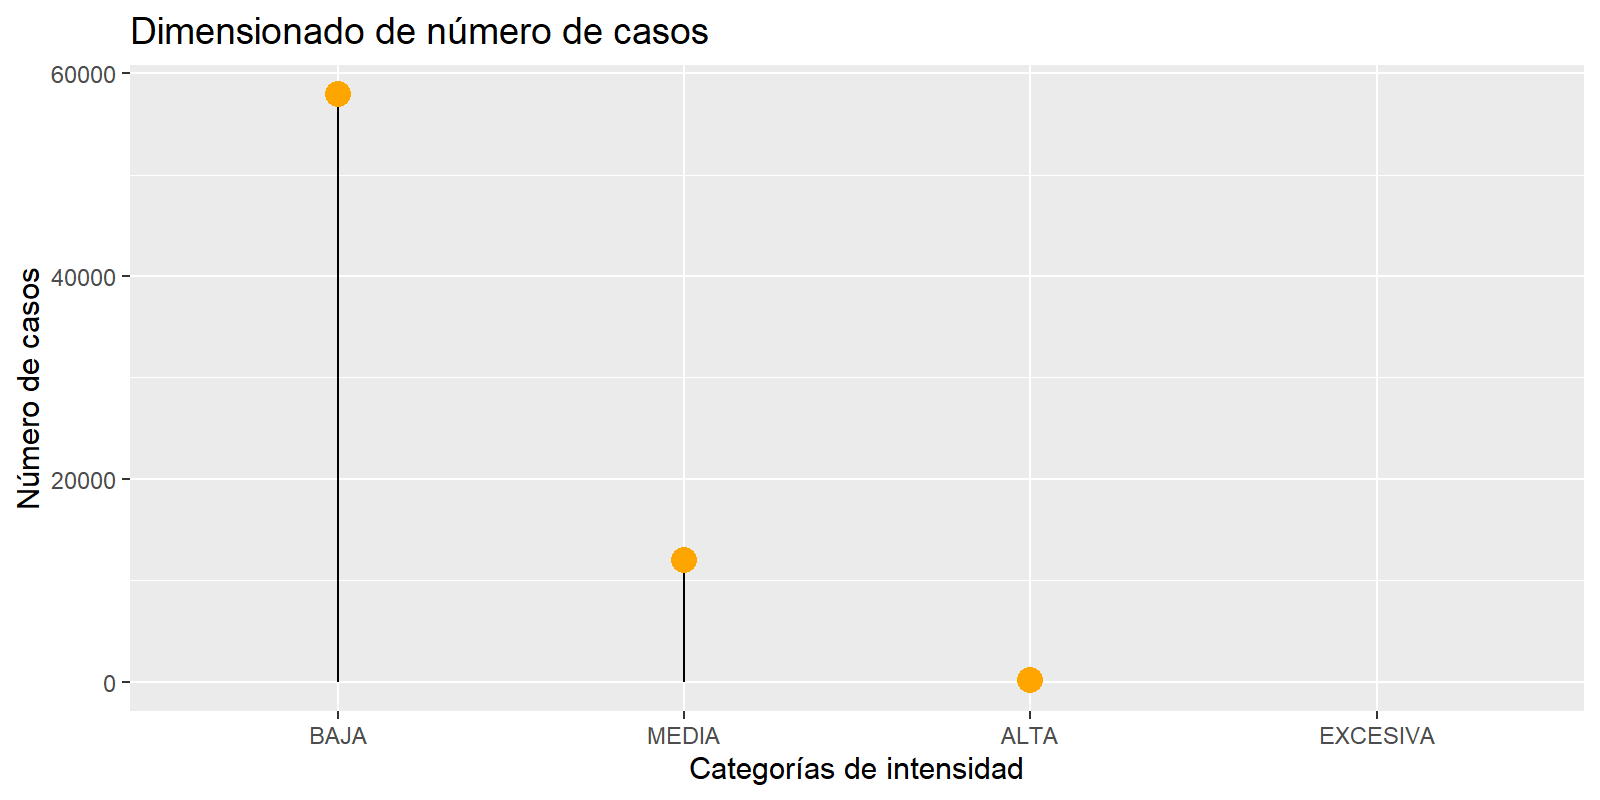 Dimensionado de número de casos
60000
40000
20000
0
Número de casos
BAJA
MEDIA
ALTA
EXCESIVA
Categorías de intensidad